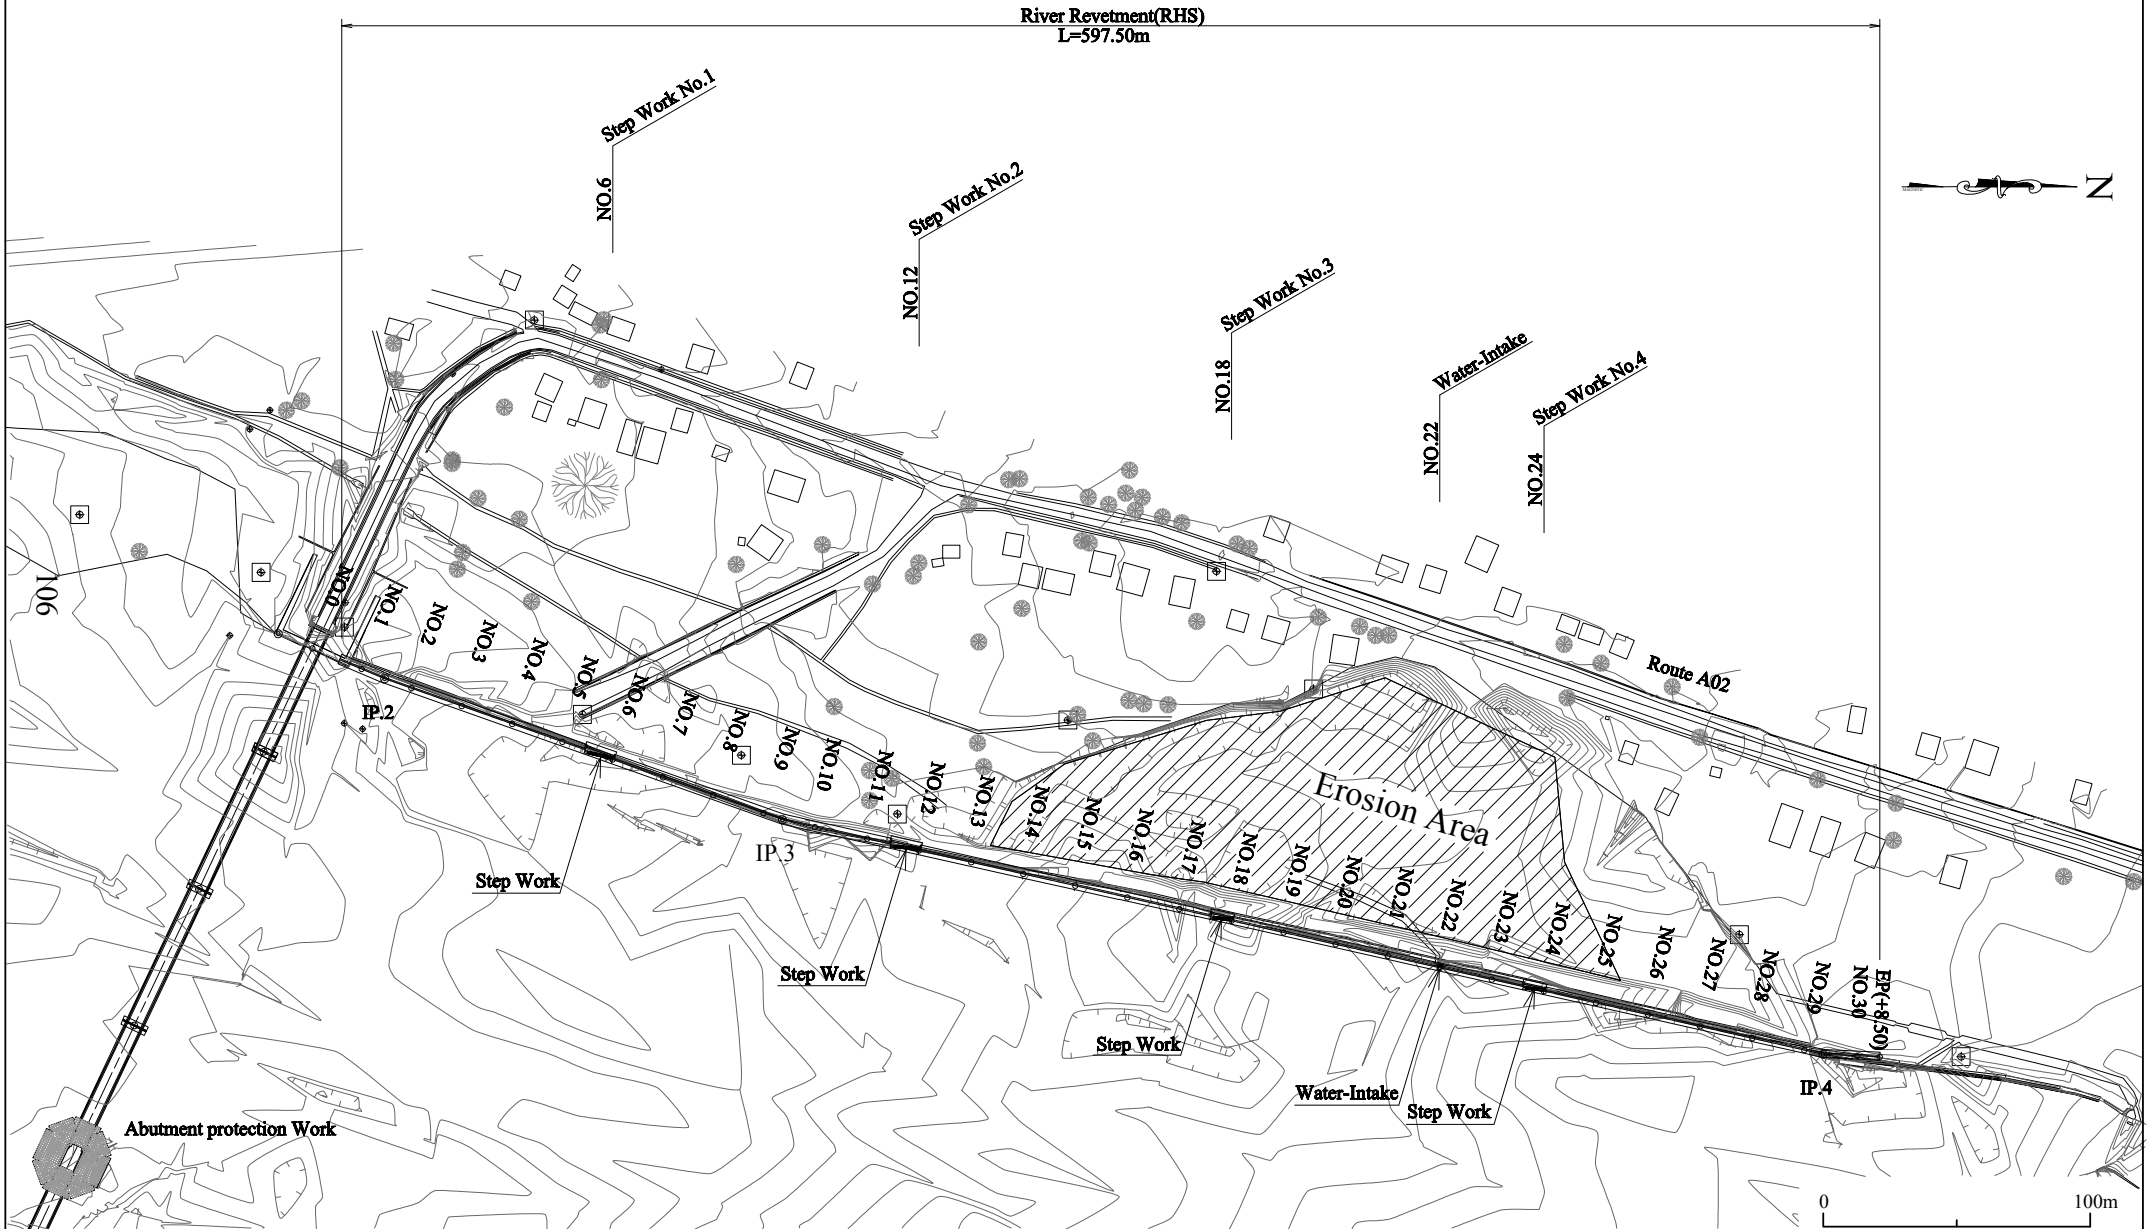 River Revetment(RHS)
L=597.50m
Step Work No.1
NO.6
Step Work No.2
NO.12
Step Work No.3
NO.18
Water-Intake
NO.22
Step Work No.4
NO.24
N
106
NO.0
NO.1
NO.2
NO.3
NO.4
NO.5
NO.6
NO.7
NO.8
NO.9
NO.10
NO.11
NO.12
NO.13
NO.14
NO.15
NO.16
NO.17
NO.18
NO.19
NO.20
NO.21
NO.22
NO.23
NO.24
NO.25
NO.26
NO.27
NO.28
NO.29
NO.30
EP(+8.50)
Route A02
Erosion Area
IP.2
IP.3
IP.4
Step Work
Step Work
Step Work
Water-Intake
Step Work
Abutment protection Work
0
100m